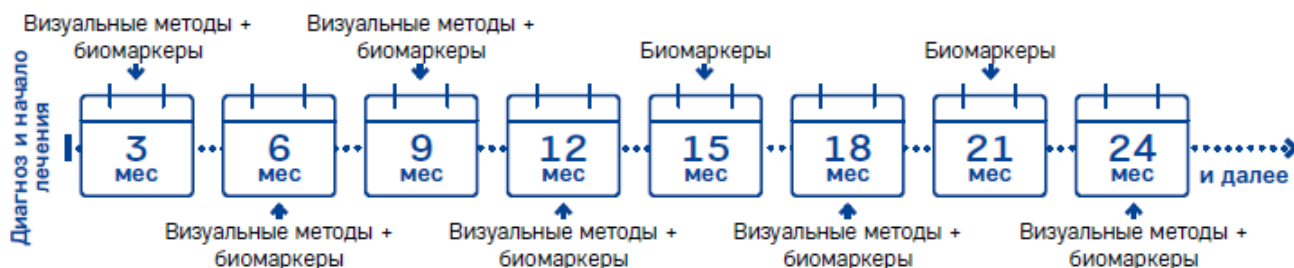 Визуальные методы +
биомаркеры
Визуальные методы +
биомаркеры
Биомаркеры
Биомаркеры
Диагноз и начало
лечения
3
мес
6
мес
9
мес
12
мес
15
мес
18
мес
21
мес
24
мес
и далее
Визуальные методы +
биомаркеры
Визуальные методы +
биомаркеры
Визуальные методы +
биомаркеры
Визуальные методы +
биомаркеры